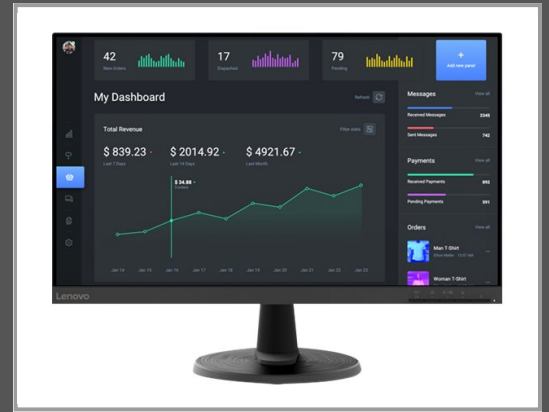 42
New Orders
17
Dispatched
79
Pending
+
Add new panel
My Dashboard
Refresh
Total Revenue
Filter stats
$ 839.23
Last 7 Days
$ 2014.92
Last 14 Days
$ 4921.67
Last Month
$ 34.88
Jan 14
Jan 15
Jan 16
Jan 17
Jan 18
Jan 19
Jan 20
Jan 21
Jan 22
Jan 23
Messages
View all
Received Messages
2345
Sent Messages
742
Payments
View all
Received Payments
892
Pending Payments
591
Orders
View all
Man T-Shirt
Woman T-Shirt
Lenovo